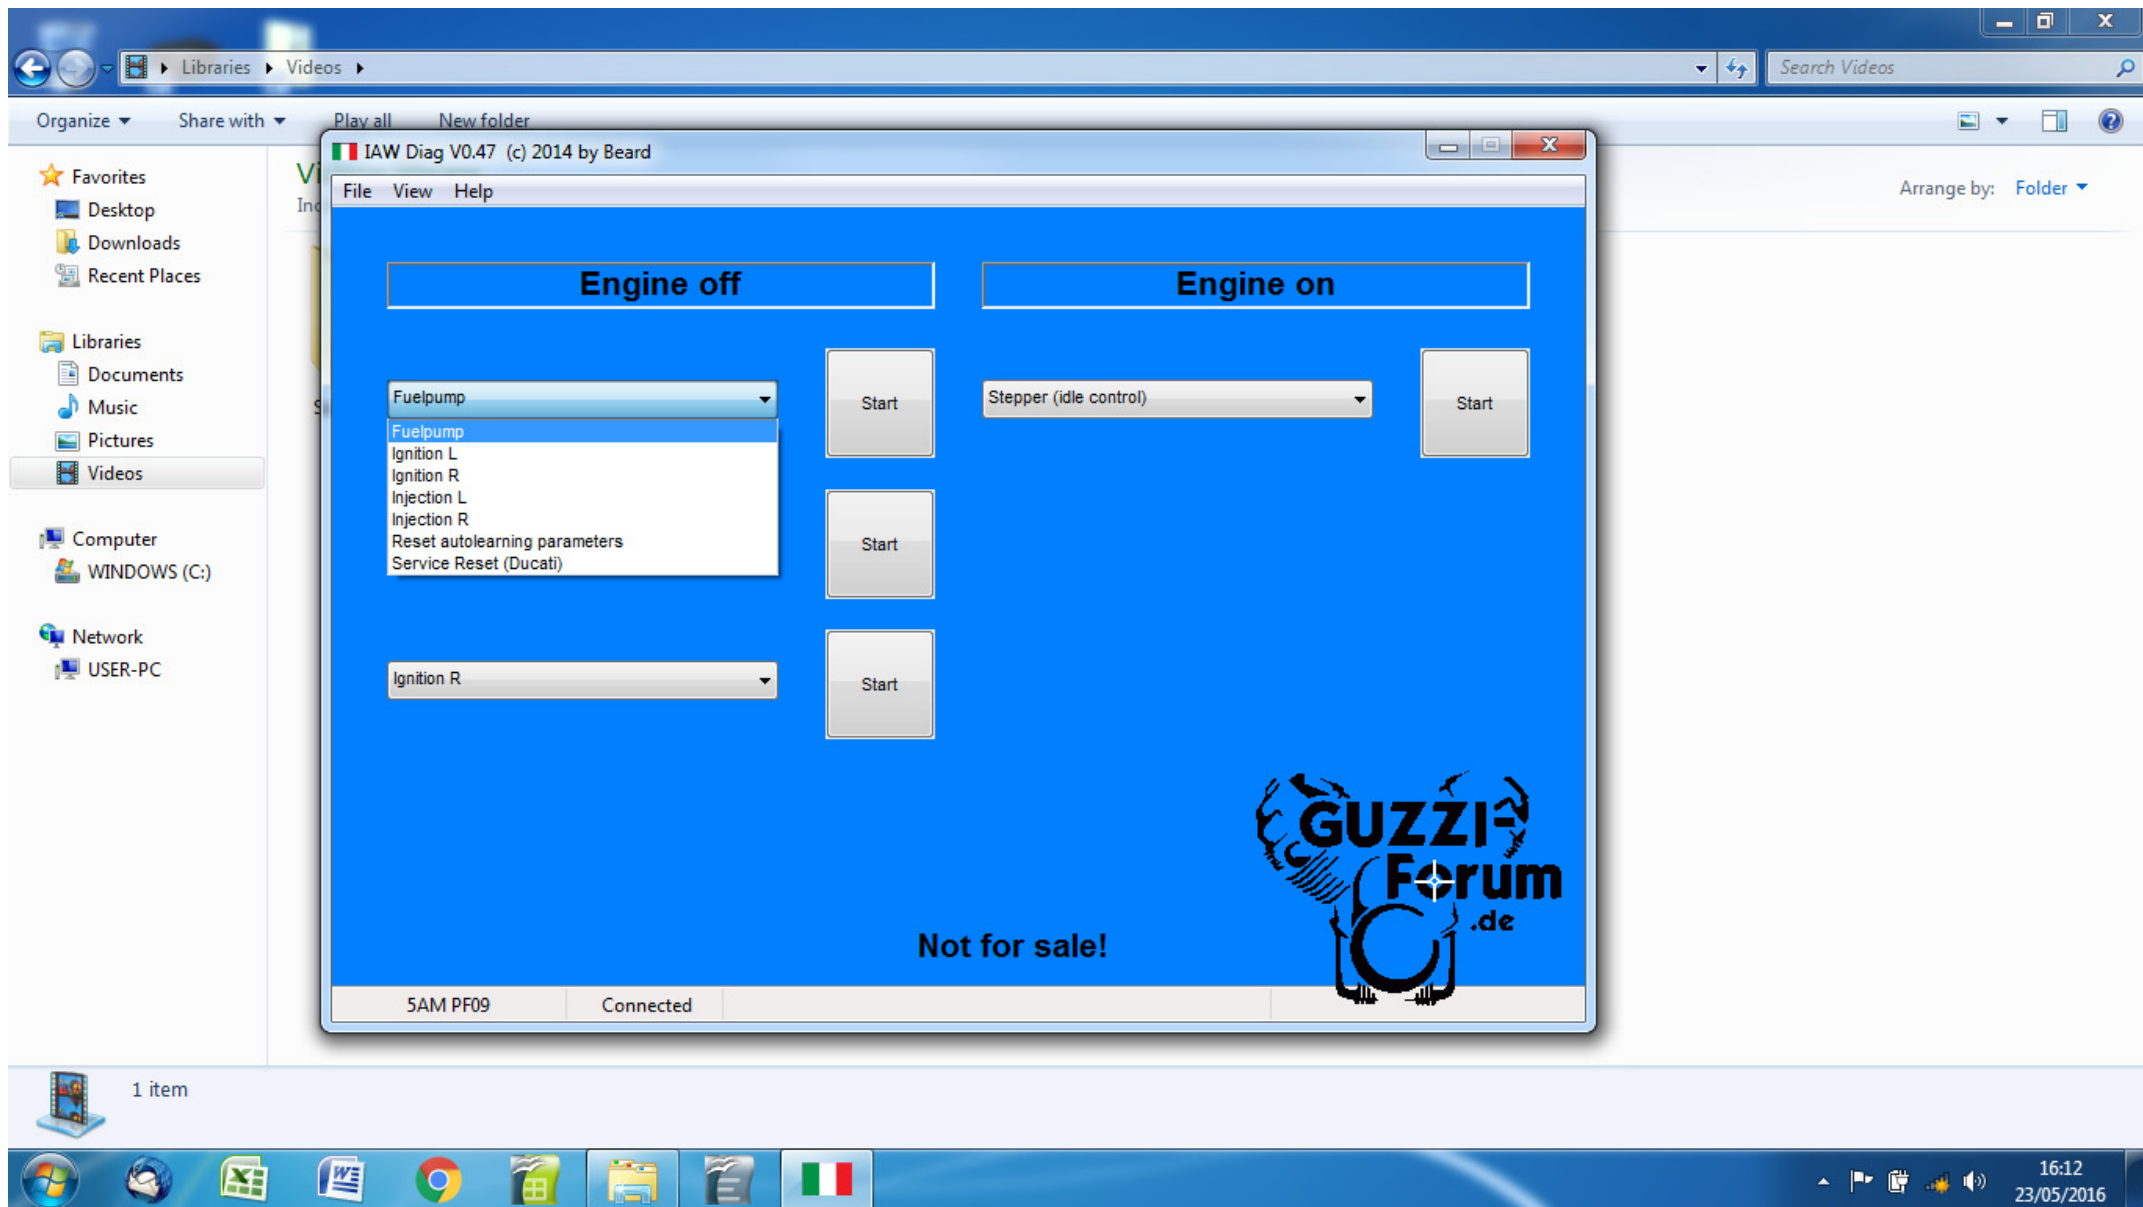 Libraries
Videos
Search Videos
Organize
Share with
Play all
New folder
Favorites
Desktop
Downloads
Recent Places
Libraries
Documents
Music
Pictures
Videos
Computer
WINDOWS (C:)
Network
USER-PC
Arrange by: Folder
IAW Diag V0.47 (c) 2014 by Beard
File View Help
Engine off
Engine on
Fuelpump
Start
Stepper (idle control)
Start
Fuelpump
Ignition L
Ignition R
Injection L
Injection R
Reset autolearning parameters
Service Reset (Ducati)
Start
Ignition R
Start
GUZZI-
Forum
.de
Not for sale!
5AM PF09
Connected
1 item
16:12
23/05/2016